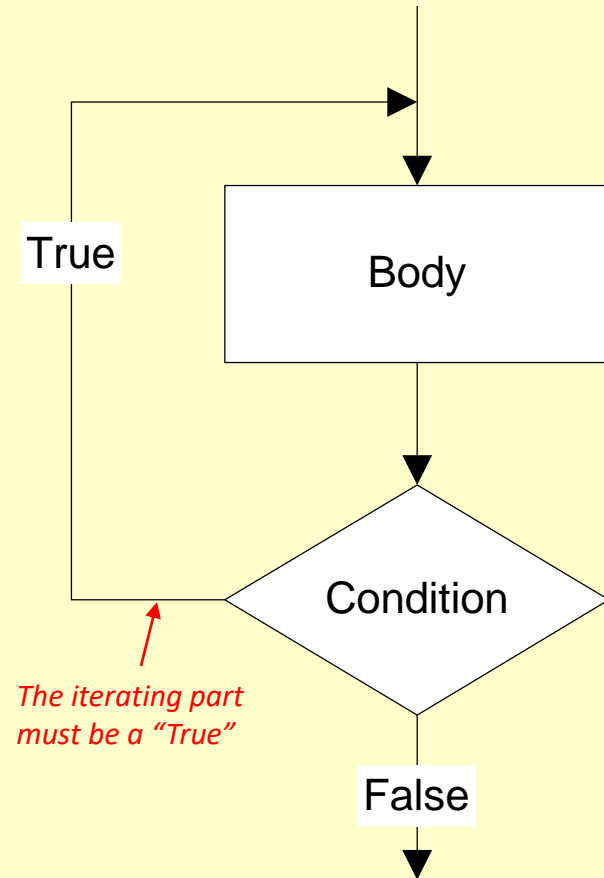 True
Body
Condition
The iterating part
must be a “True”
False